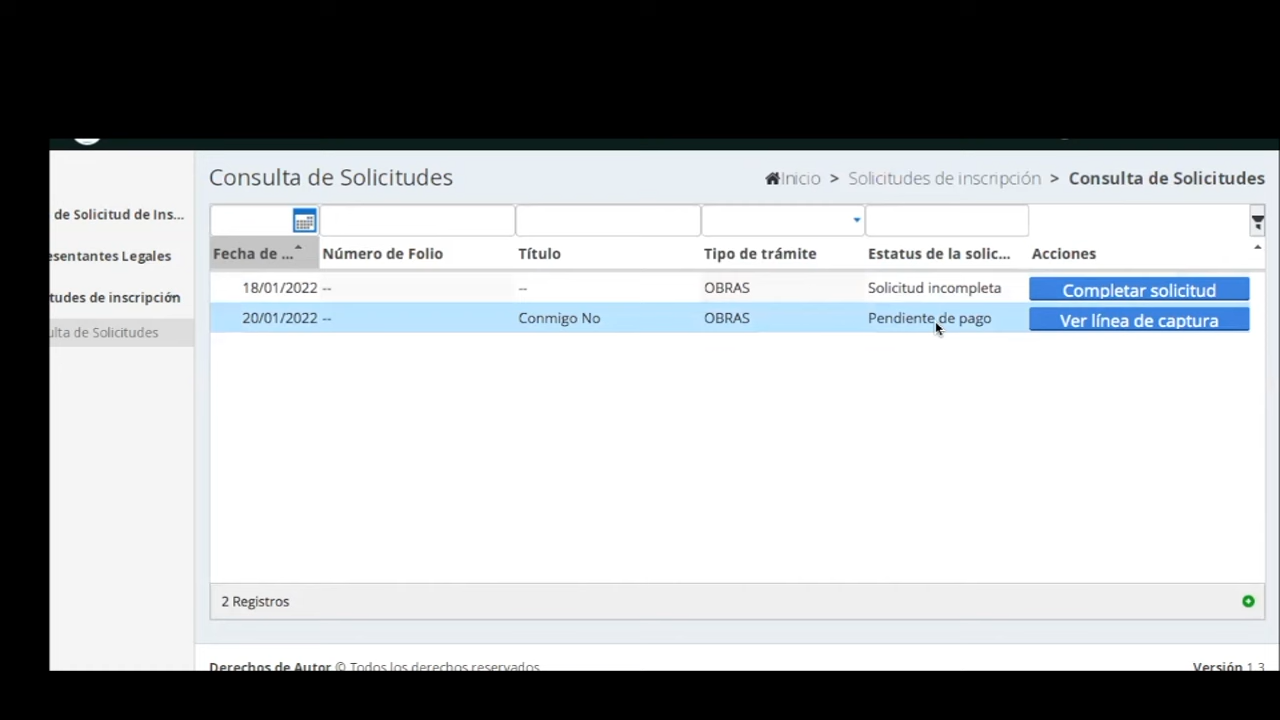 Consulta de Solicitudes
Inicio > Solicitudes de inscripción > Consulta de Solicitudes
de Solicitud de Ins...
esentantes Legales
tudes de inscripción
ulta de Solicitudes
Fecha de ... Número de Folio Título Tipo de trámite Estatus de la solic... Acciones
18/01/2022 -- -- OBRAS Solicitud incompleta Completar solicitud
20/01/2022 -- Conmigo No OBRAS Pendiente de pago Ver línea de captura
2 Registros
Derechos de Autor © Todos los derechos reservados Versión 1.3